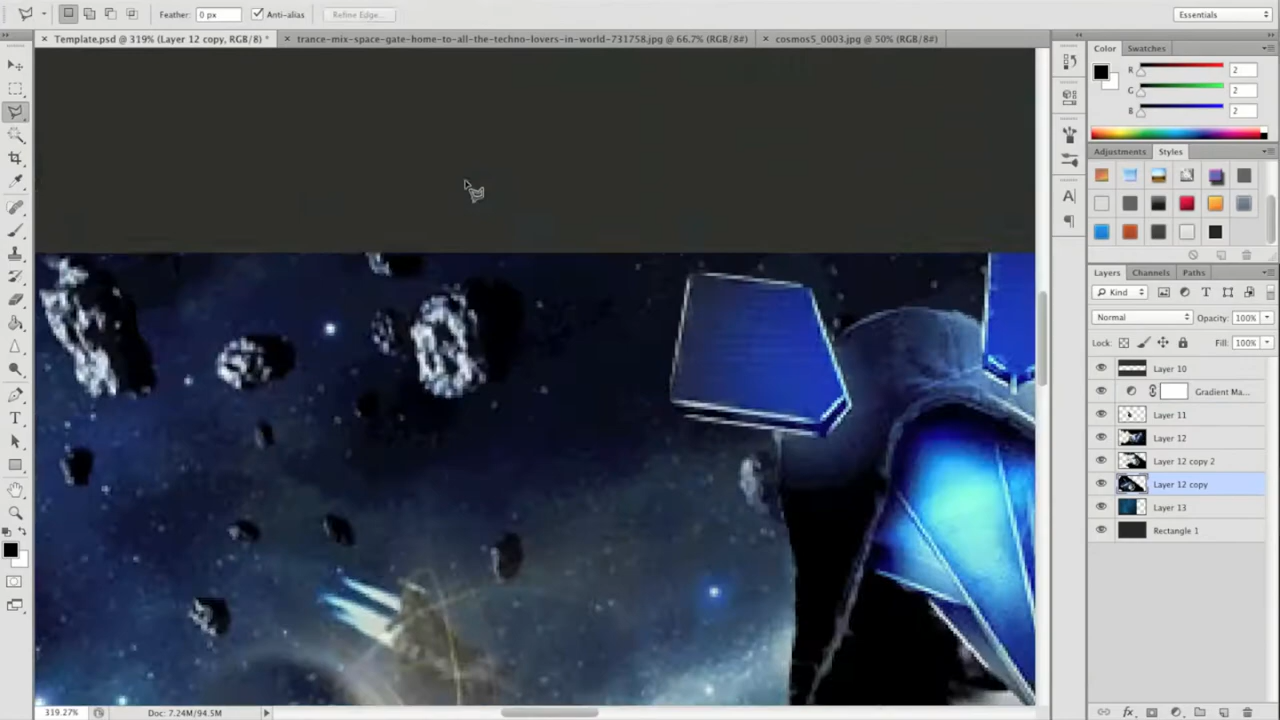 Feather: 0 px Anti-alias Refine Edge... Essentials
Template.psd @ 319% (Layer 12 copy, RGB/8) * trance-mix-space-gate-home-to-all-the-techno-lovers-in-world-731758.jpg @ 66.7% (RGB/8#) cosmos5_0003.jpg @ 50% (RGB/8#)
Color Swatches
R 2
G 2
B 2
Adjustments Styles
Layers Channels Paths
Kind
Normal Opacity: 100%
Lock: Fill: 100%
Layer 10
Gradient Ma...
Layer 11
Layer 12
Layer 12 copy 2
Layer 12 copy
Layer 13
Rectangle 1
319.27% Doc: 7.24M/94.5M